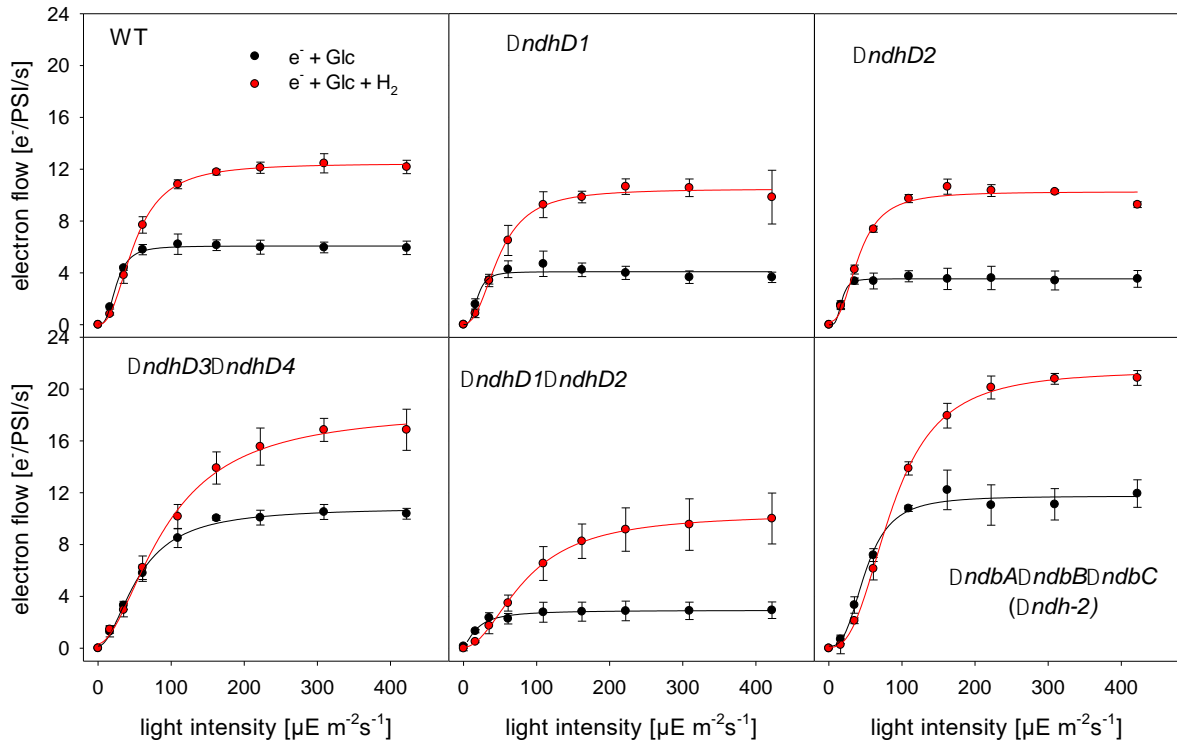 WT
e⁻ + Glc
e⁻ + Glc + H₂
DndhD1
DndhD2
electron flow [e⁻/PSI/s]
24
20
16
12
8
4
0
DndhD3DndhD4
DndhD1DndhD2
DndbADndbBDndbC
(Dndh-2)
electron flow [e⁻/PSI/s]
24
20
16
12
8
4
0
0 100 200 300 400
0 100 200 300 400
0 100 200 300 400
light intensity [µE m⁻²s⁻¹]
light intensity [µE m⁻²s⁻¹]
light intensity [µE m⁻²s⁻¹]